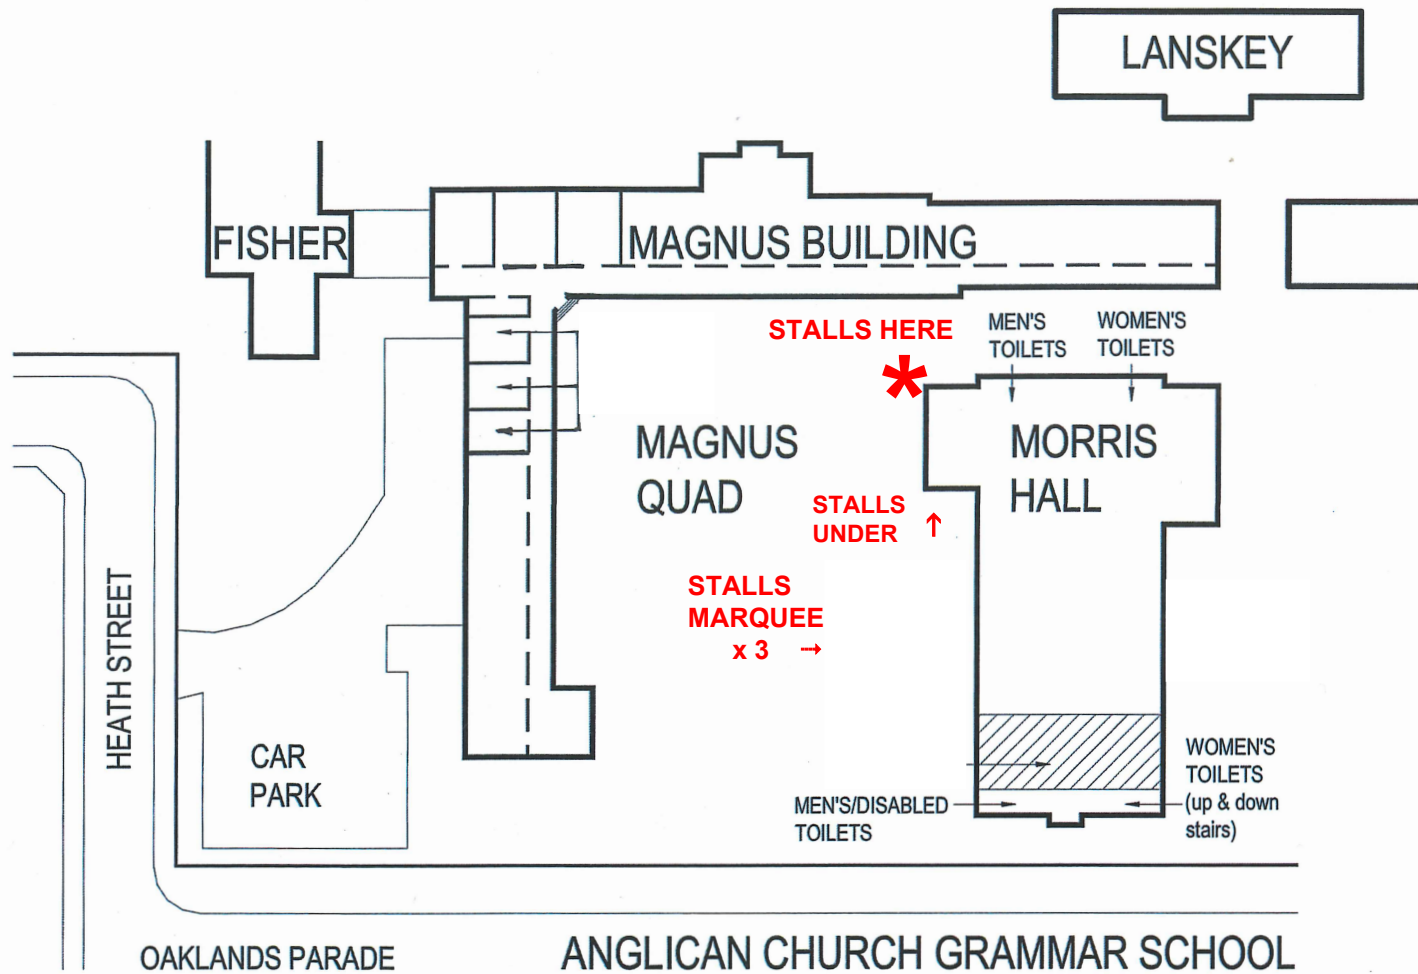 LANSKEY
FISHER
MAGNUS BUILDING
STALLS HERE
*
MEN'S
TOILETS
WOMEN'S
TOILETS
MAGNUS
QUAD
MORRIS
HALL
STALLS
UNDER ↑
STALLS
MARQUEE
x 3 →
HEATH STREET
CAR
PARK
WOMEN'S
TOILETS
(up & down
stairs)
MEN'S/DISABLED
TOILETS
OAKLANDS PARADE
ANGLICAN CHURCH GRAMMAR SCHOOL